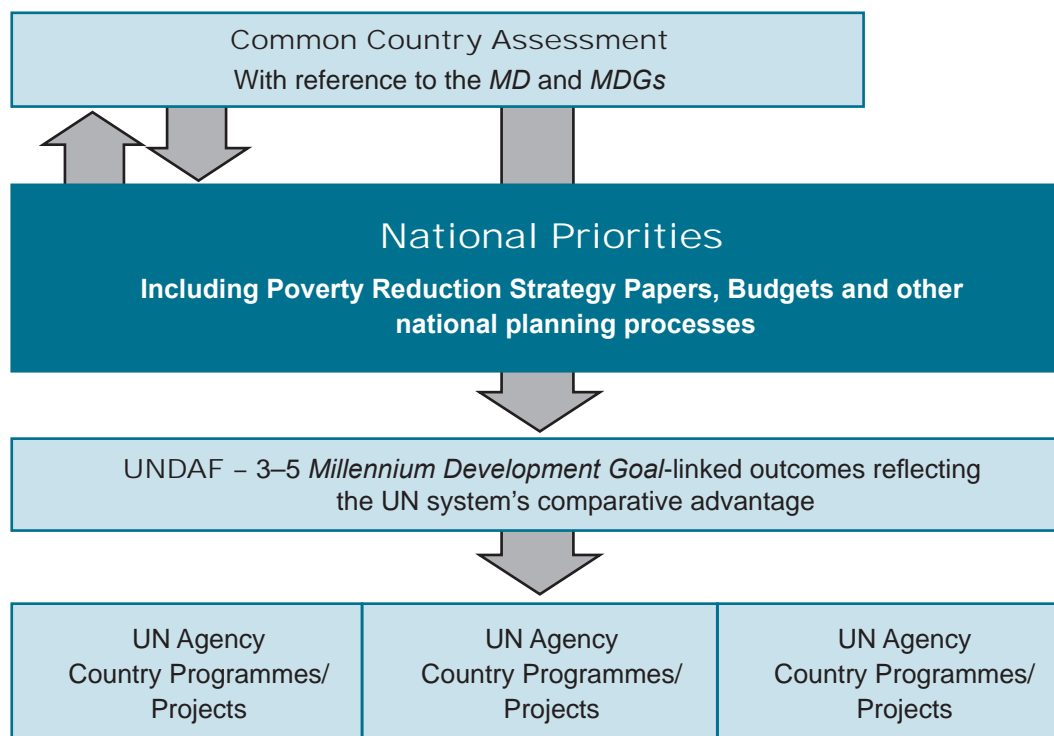 Common Country Assessment
With reference to the MD and MDGs
National Priorities
Including Poverty Reduction Strategy Papers, Budgets and other
national planning processes
UNDAF – 3–5 Millennium Development Goal-linked outcomes reflecting
the UN system's comparative advantage
UN Agency
Country Programmes/
Projects
UN Agency
Country Programmes/
Projects
UN Agency
Country Programmes/
Projects